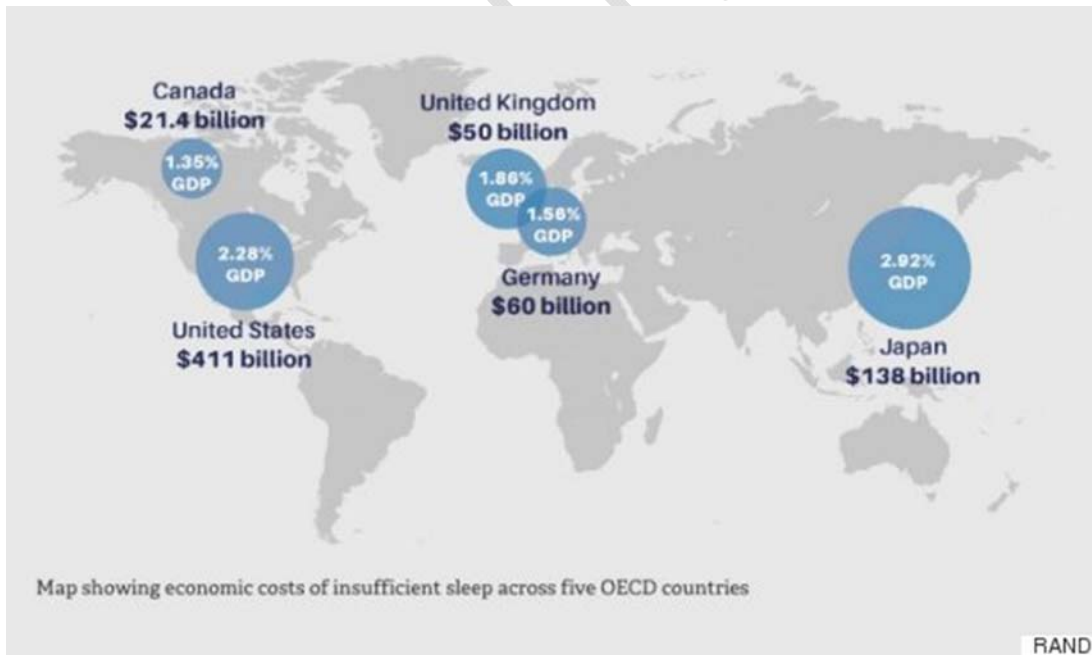 Canada
$21.4 billion
1.35%
GDP
United Kingdom
$50 billion
1.86%
GDP
1.56%
GDP
Germany
$60 billion
2.28%
GDP
United States
$411 billion
2.92%
GDP
Japan
$138 billion
Map showing economic costs of insufficient sleep across five OECD countries
RAND